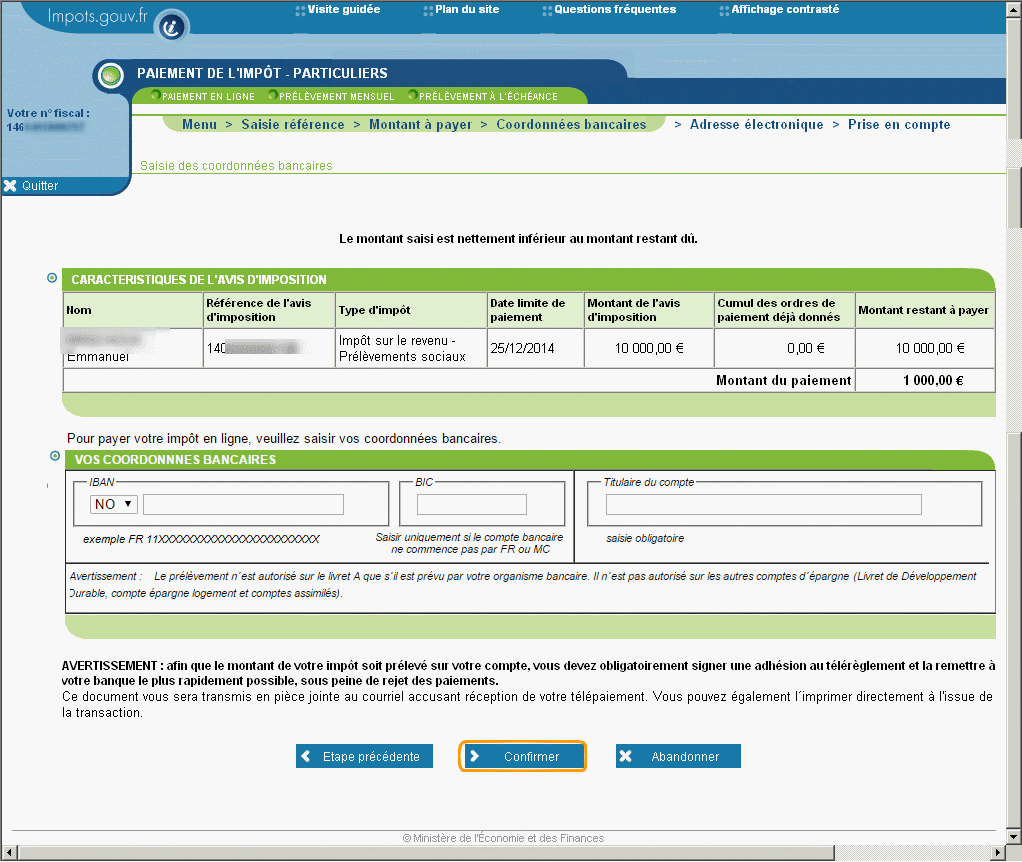 Impots.gouv.fr
Visite guidée Plan du site Questions fréquentes Affichage contrasté
PAIEMENT DE L'IMPÔT - PARTICULIERS
PAIEMENT EN LIGNE PRÉLÈVEMENT MENSUEL PRÉLÈVEMENT À L'ÉCHÉANCE
Votre n° fiscal :
146
Menu > Saisie référence > Montant à payer > Coordonnées bancaires > Adresse électronique > Prise en compte
Saisie des coordonnées bancaires
Quitter
Le montant saisi est nettement inférieur au montant restant dû.
CARACTERISTIQUES DE L'AVIS D'IMPOSITION
Nom Référence de l'avis d'imposition Type d'impôt Date limite de paiement Montant de l'avis d'imposition Cumul des ordres de paiement déjà donnés Montant restant à payer
Emmanuel 140 Impôt sur le revenu - Prélèvements sociaux 25/12/2014 10 000,00 € 0,00 € 10 000,00 €
Montant du paiement 1 000,00 €
Pour payer votre impôt en ligne, veuillez saisir vos coordonnées bancaires.
VOS COORDONNNES BANCAIRES
IBAN BIC Titulaire du compte
NO
exemple FR 11XXXXXXXXXXXXXXXXXXXXXXX Saisir uniquement si le compte bancaire saisie obligatoire
ne commence pas par FR ou MC
Avertissement : Le prélèvement n´est autorisé sur le livret A que s´il est prévu par votre organisme bancaire. Il n´est pas autorisé sur les autres comptes d´épargne (Livret de Développement
Durable, compte épargne logement et comptes assimilés).
AVERTISSEMENT : afin que le montant de votre impôt soit prélevé sur votre compte, vous devez obligatoirement signer une adhésion au télérèglement et la remettre à
votre banque le plus rapidement possible, sous peine de rejet des paiements.
Ce document vous sera transmis en pièce jointe au courriel accusant réception de votre télépaiement. Vous pouvez également l´imprimer directement à l'issue de
la transaction.
Etape précédente Confirmer Abandonner
© Ministère de l'Économie et des Finances